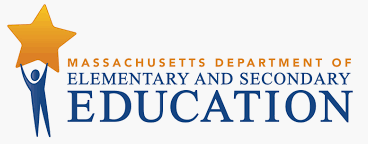 MASSACHUSETTS DEPARTMENT OF
ELEMENTARY AND SECONDARY
EDUCATION